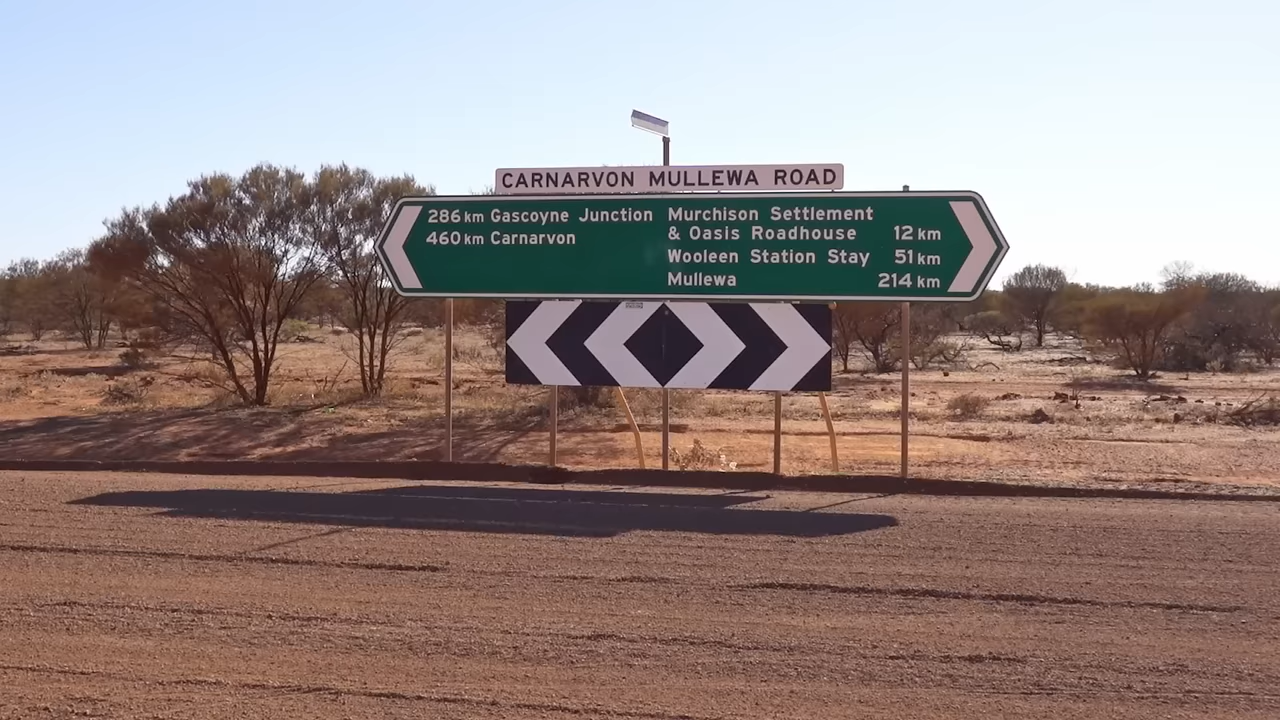 CARNARVON MULLEWA ROAD
286 km Gascoyne Junction
460 km Carnarvon
Murchison Settlement
& Oasis Roadhouse 12 km
Wooleen Station Stay 51 km
Mullewa 214 km